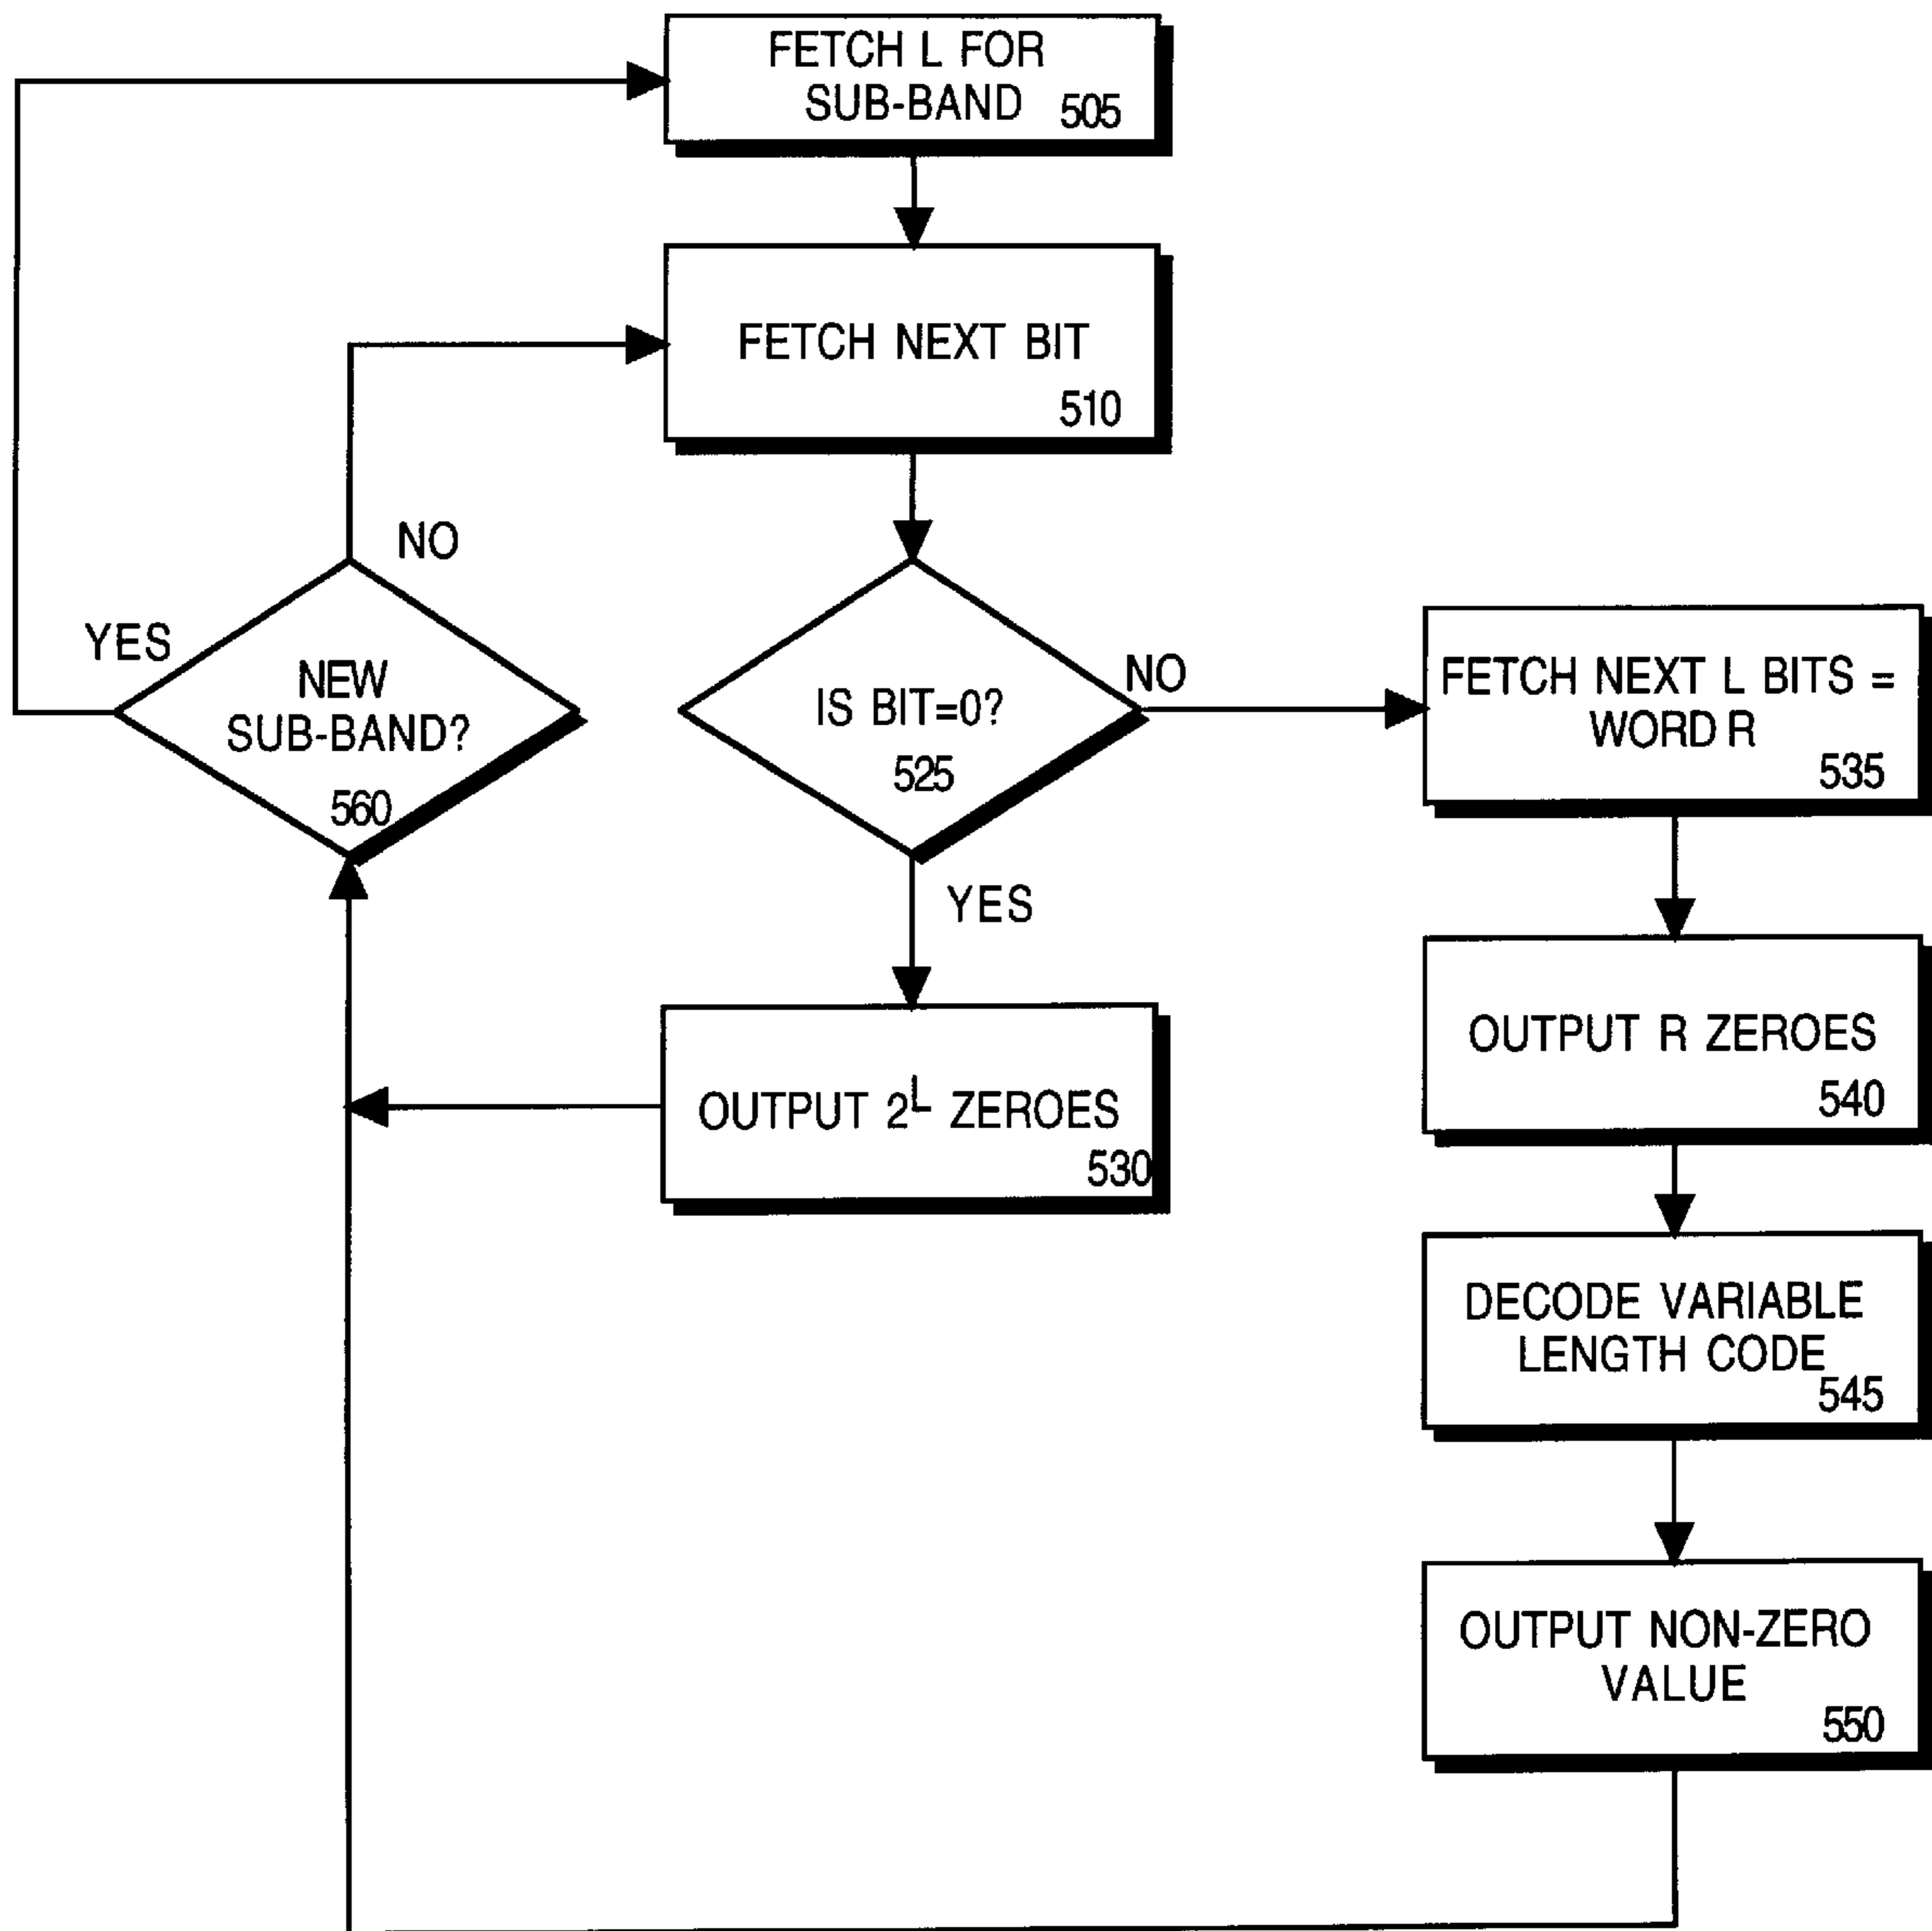 FETCH L FOR
SUB-BAND 505
FETCH NEXT BIT
510
NO
YES
NEW
SUB-BAND?
560
IS BIT=0?
525
NO
YES
FETCH NEXT L BITS =
WORD R
535
OUTPUT R ZEROES
540
OUTPUT 2^L ZEROES
530
DECODE VARIABLE
LENGTH CODE
545
OUTPUT NON-ZERO
VALUE
550